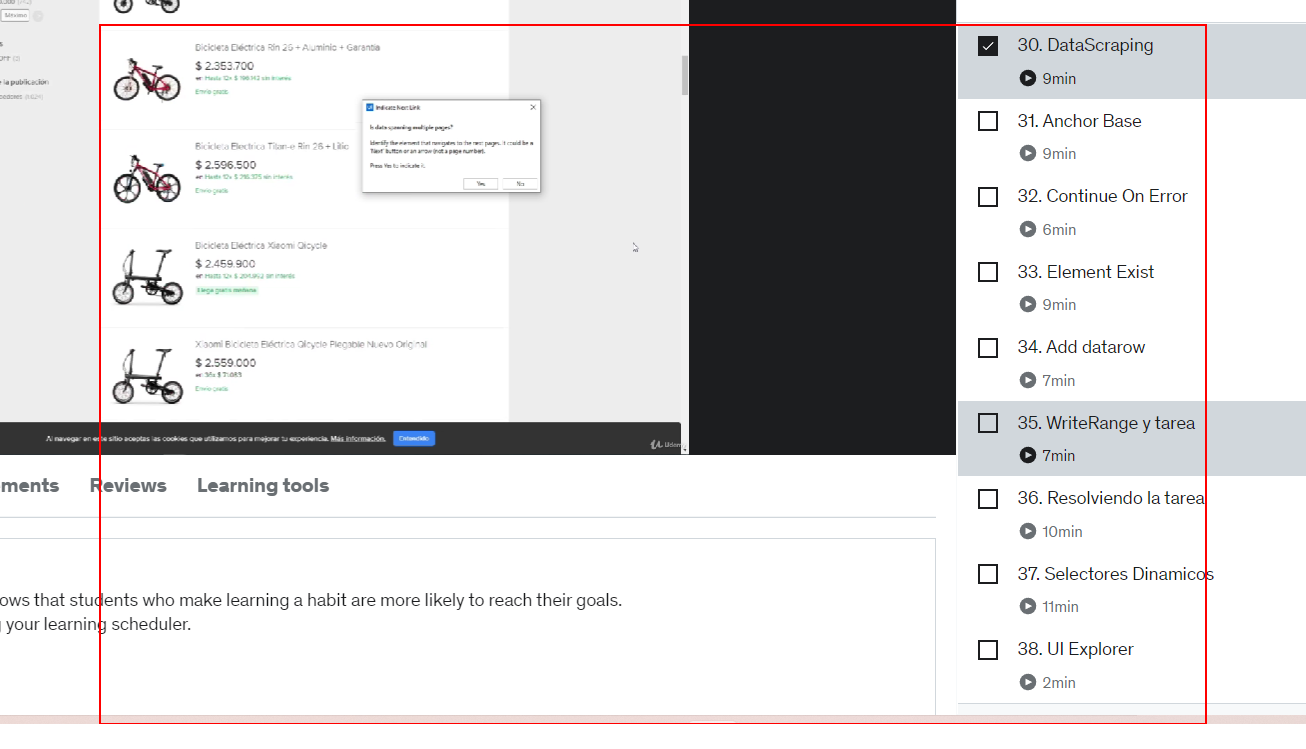 Máximo
de la publicación
Bicicleta Eléctrica Rin 26 + Aluminio + Garantia
$ 2.353.700
en Hasta 12x $ 196.142 sin interés
Envío gratis
Bicicleta Electrica Titan-e Rin 26 + Litio
$ 2.596.500
en Hasta 12x $ 216.375 sin interés
Envío gratis
Bicicleta Electrica Xiaomi Qicycle
$ 2.459.900
en Hasta 12x $ 204.992 sin interés
Llega gratis mañana
Xiaomi Bicicleta Eléctrica Qicycle Plegable Nuevo Original
$ 2.559.000
en 36x $ 71.083
Envío gratis
Indicate Next Link
Is data spanning multiple pages?
Identify the element that navigates to the next pages. It could be a
'Next' button or an arrow (not a page number).
Press Yes to indicate it.
Yes
No
Al navegar en este sitio aceptas las cookies que utilizamos para mejorar tu experiencia. Más información.
Entendido
Udemy
ments
Reviews
Learning tools
ows that students who make learning a habit are more likely to reach their goals.
g your learning scheduler.
30. DataScraping
9min
31. Anchor Base
9min
32. Continue On Error
6min
33. Element Exist
9min
34. Add datarow
7min
35. WriteRange y tarea
7min
36. Resolviendo la tarea
10min
37. Selectores Dinamicos
11min
38. UI Explorer
2min